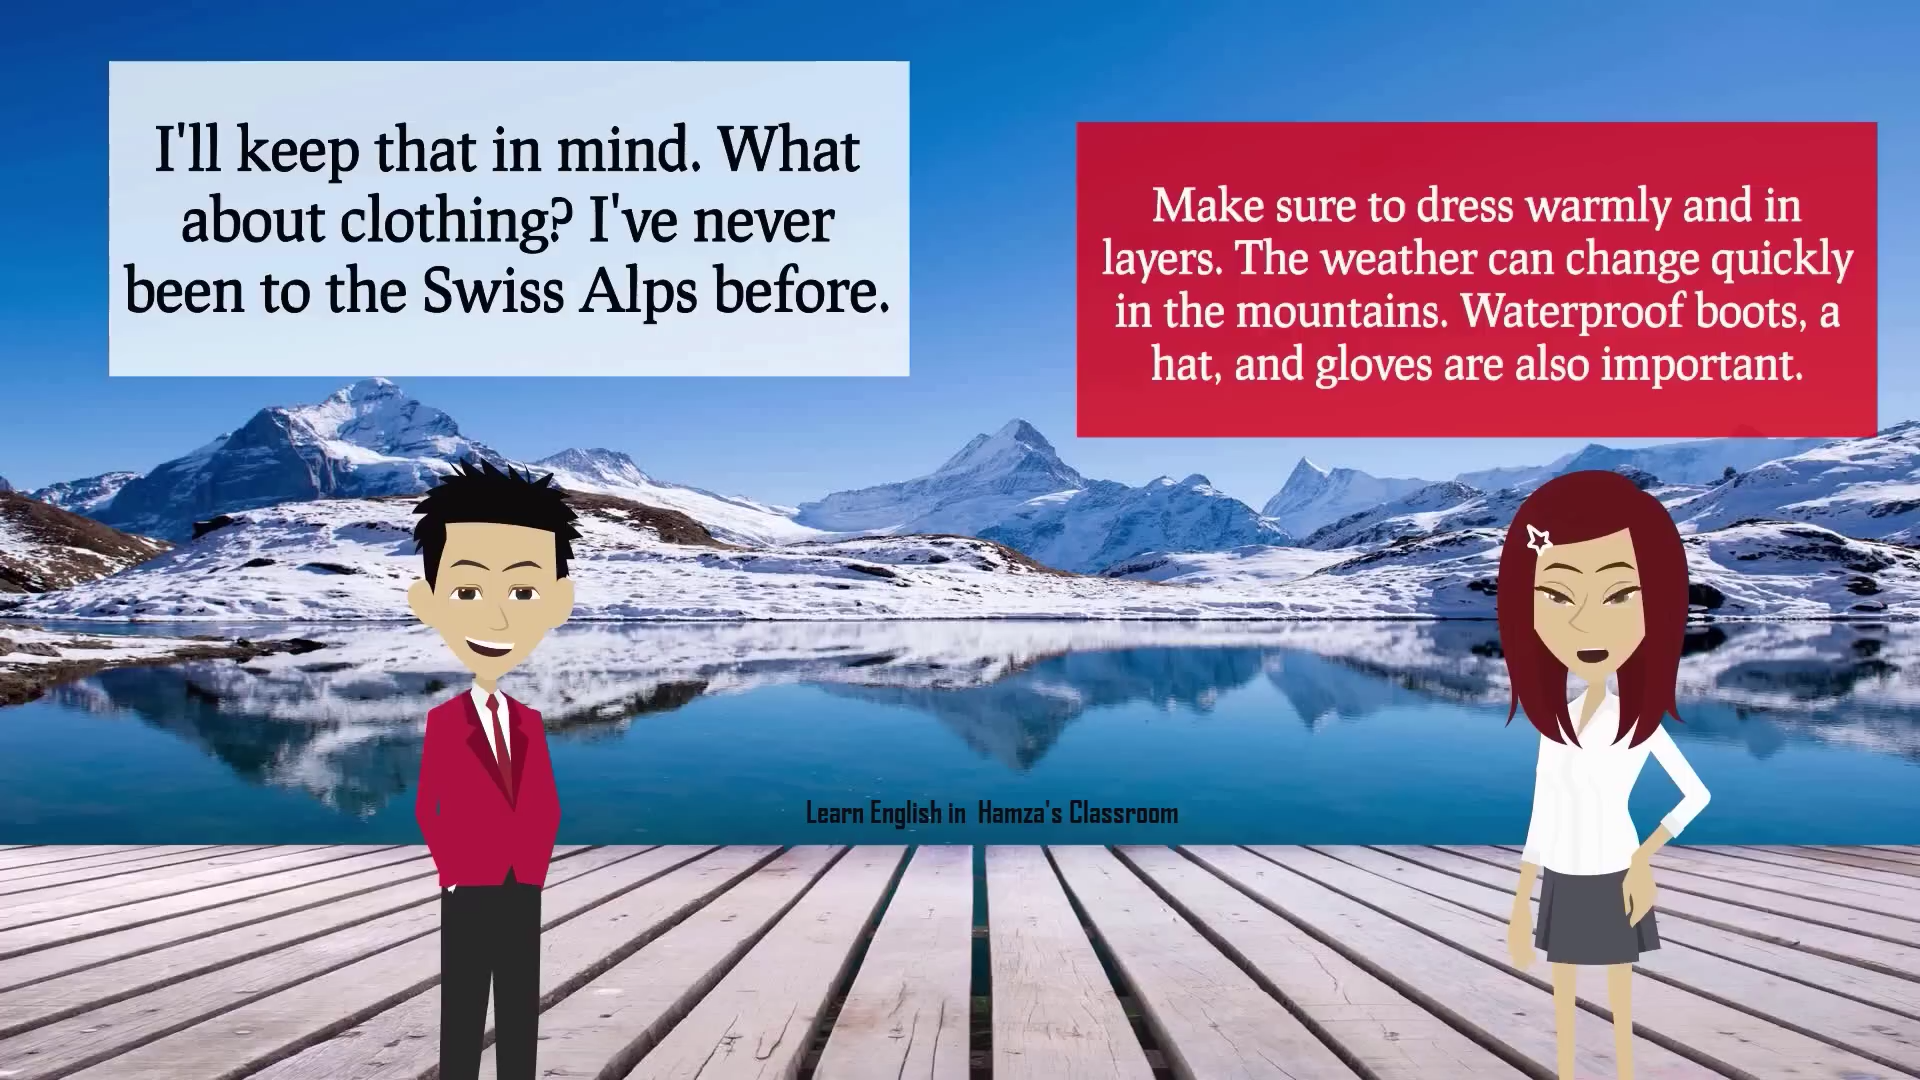 I'll keep that in mind. What
about clothing? I've never
been to the Swiss Alps before.
Make sure to dress warmly and in
layers. The weather can change quickly
in the mountains. Waterproof boots, a
hat, and gloves are also important.
Learn English in Hamza's Classroom